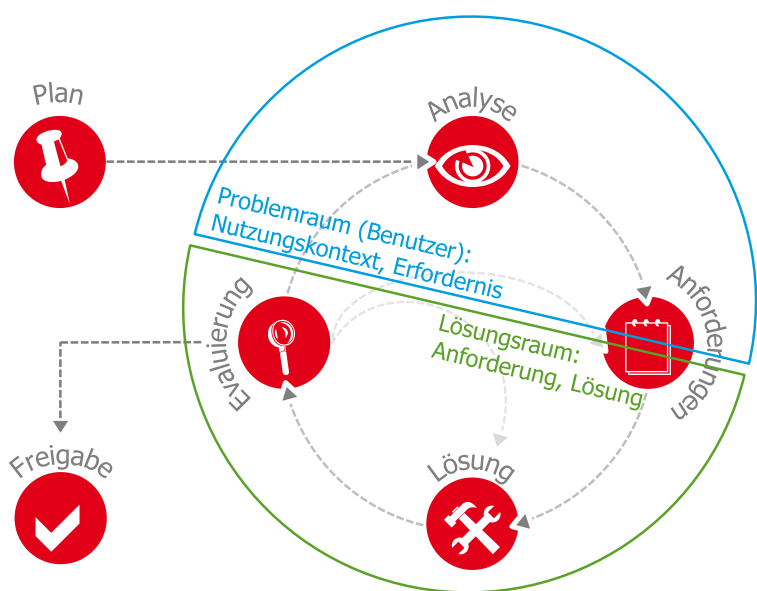 Plan
Analyse
Problemraum (Benutzer):
Nutzungskontext, Erfordernis
Anforderungen
Evaluierung
Lösungsraum:
Anforderung, Lösung
Freigabe
Lösung